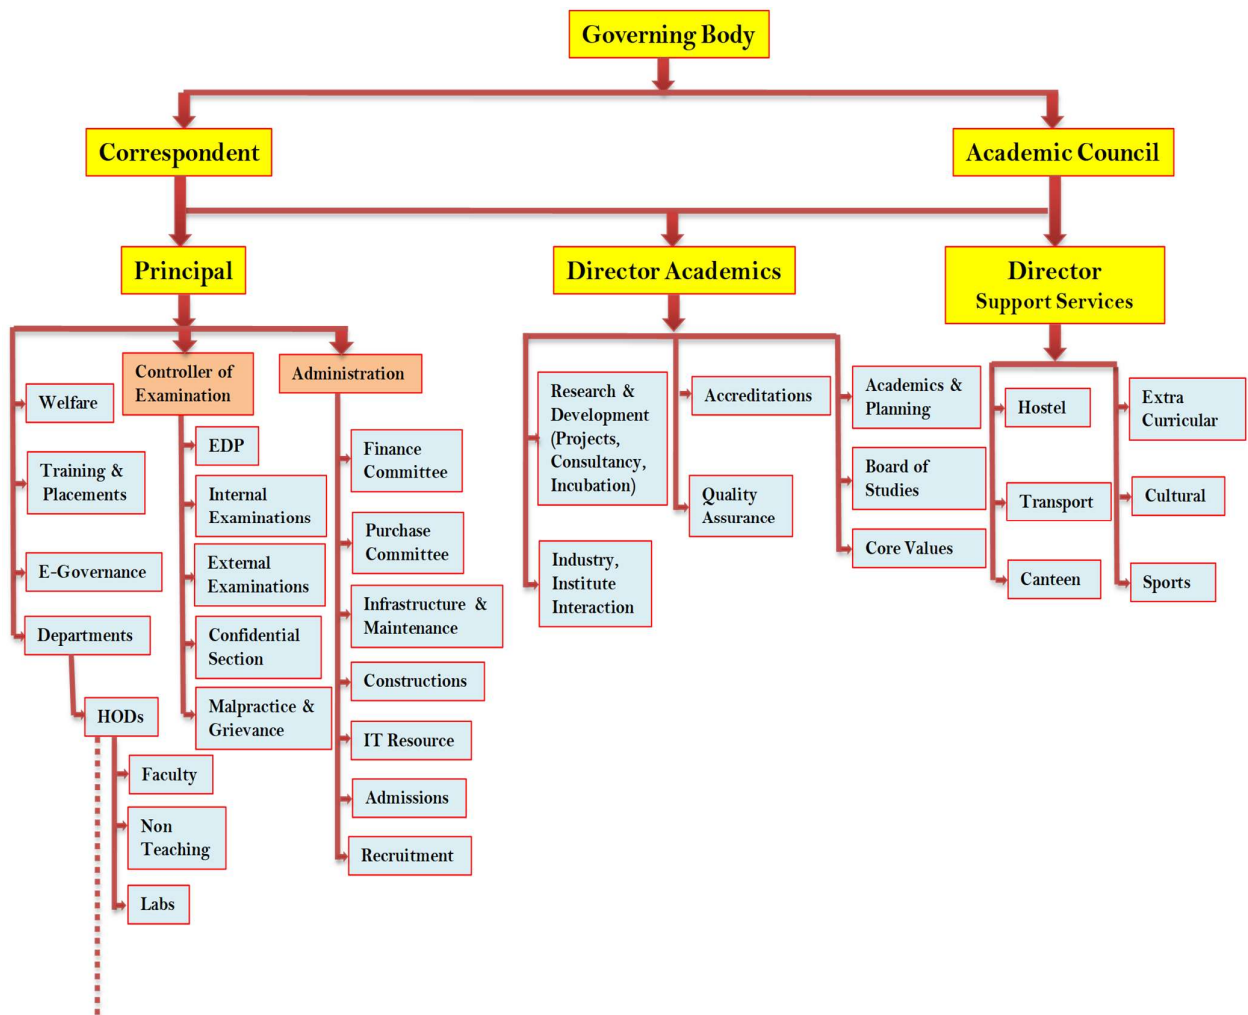 Governing Body
Correspondent
Academic Council
Principal
Director Academics
Director
Support Services
Welfare
Training &
Placements
E-Governance
Departments
HODs
Faculty
Non
Teaching
Labs
Controller of
Examination
EDP
Internal
Examinations
External
Examinations
Confidential
Section
Malpractice &
Grievance
Administration
Finance
Committee
Purchase
Committee
Infrastructure &
Maintenance
Constructions
IT Resource
Admissions
Recruitment
Research &
Development
(Projects,
Consultancy,
Incubation)
Industry,
Institute
Interaction
Accreditations
Quality
Assurance
Academics &
Planning
Board of
Studies
Core Values
Hostel
Transport
Canteen
Extra
Curricular
Cultural
Sports